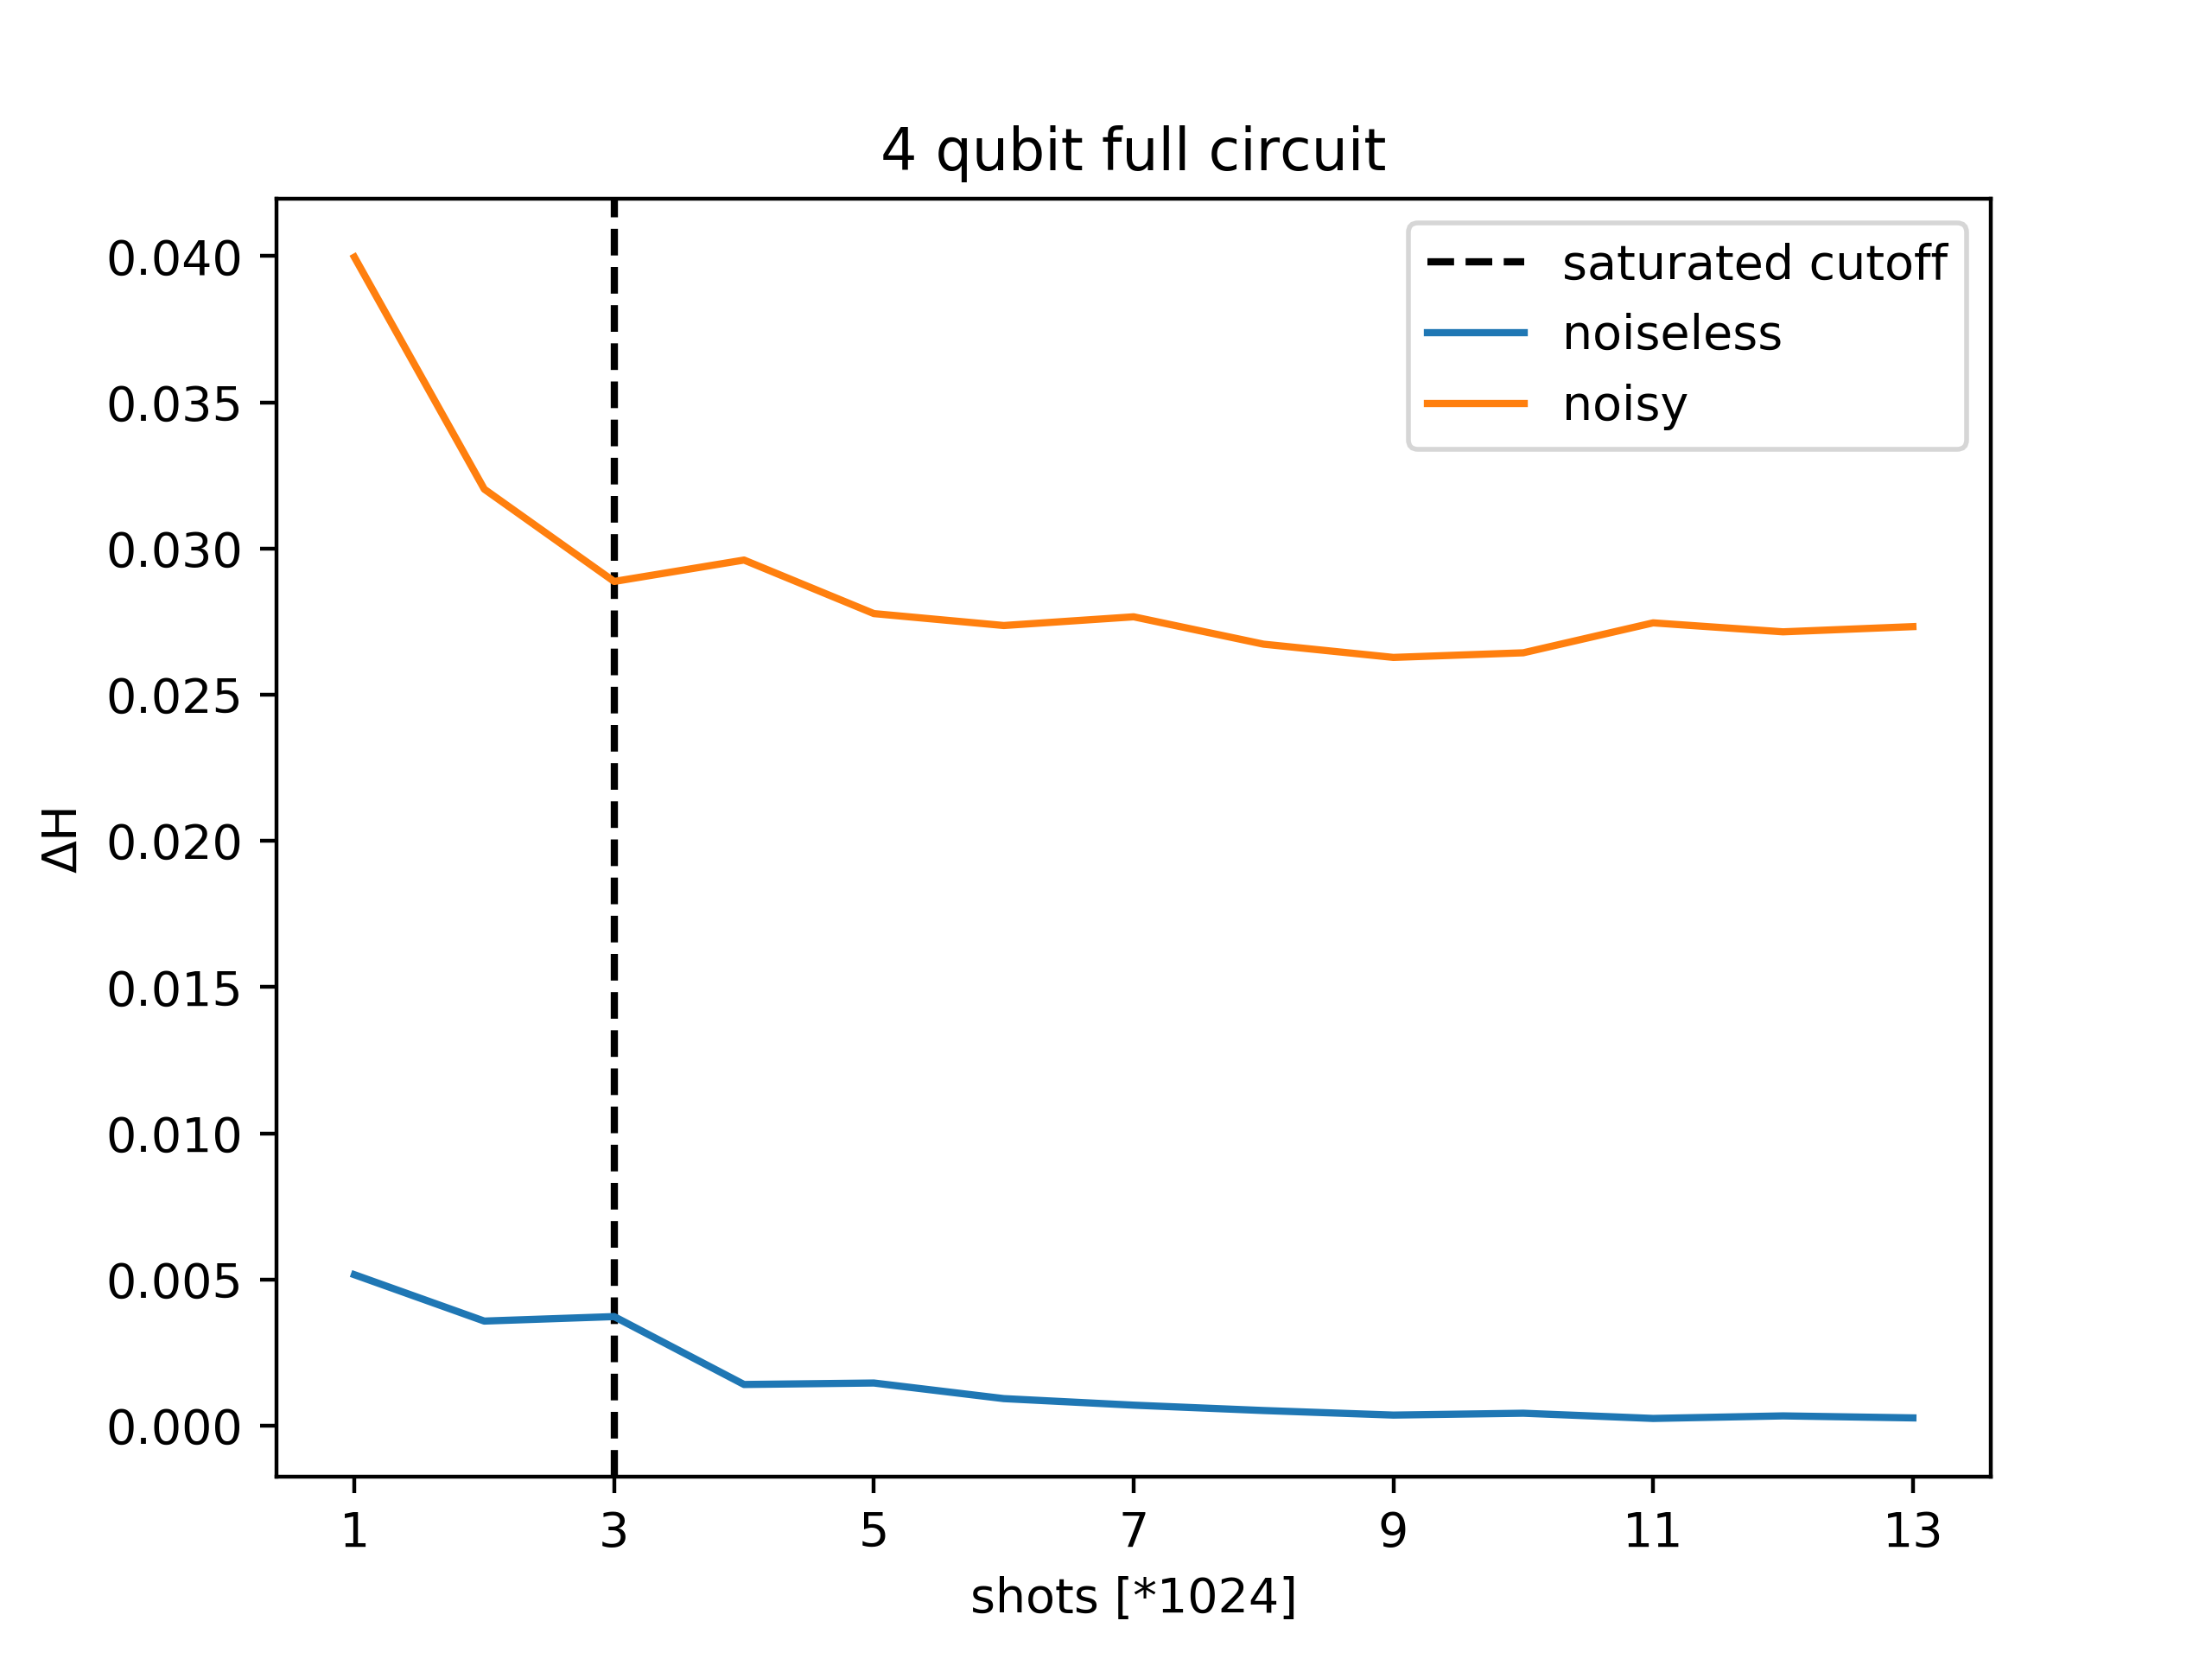 4 qubit full circuit
saturated cutoff
noiseless
noisy
0.040
0.035
0.030
0.025
0.020
0.015
0.010
0.005
0.000
ΔH
1 3 5 7 9 11 13
shots [*1024]